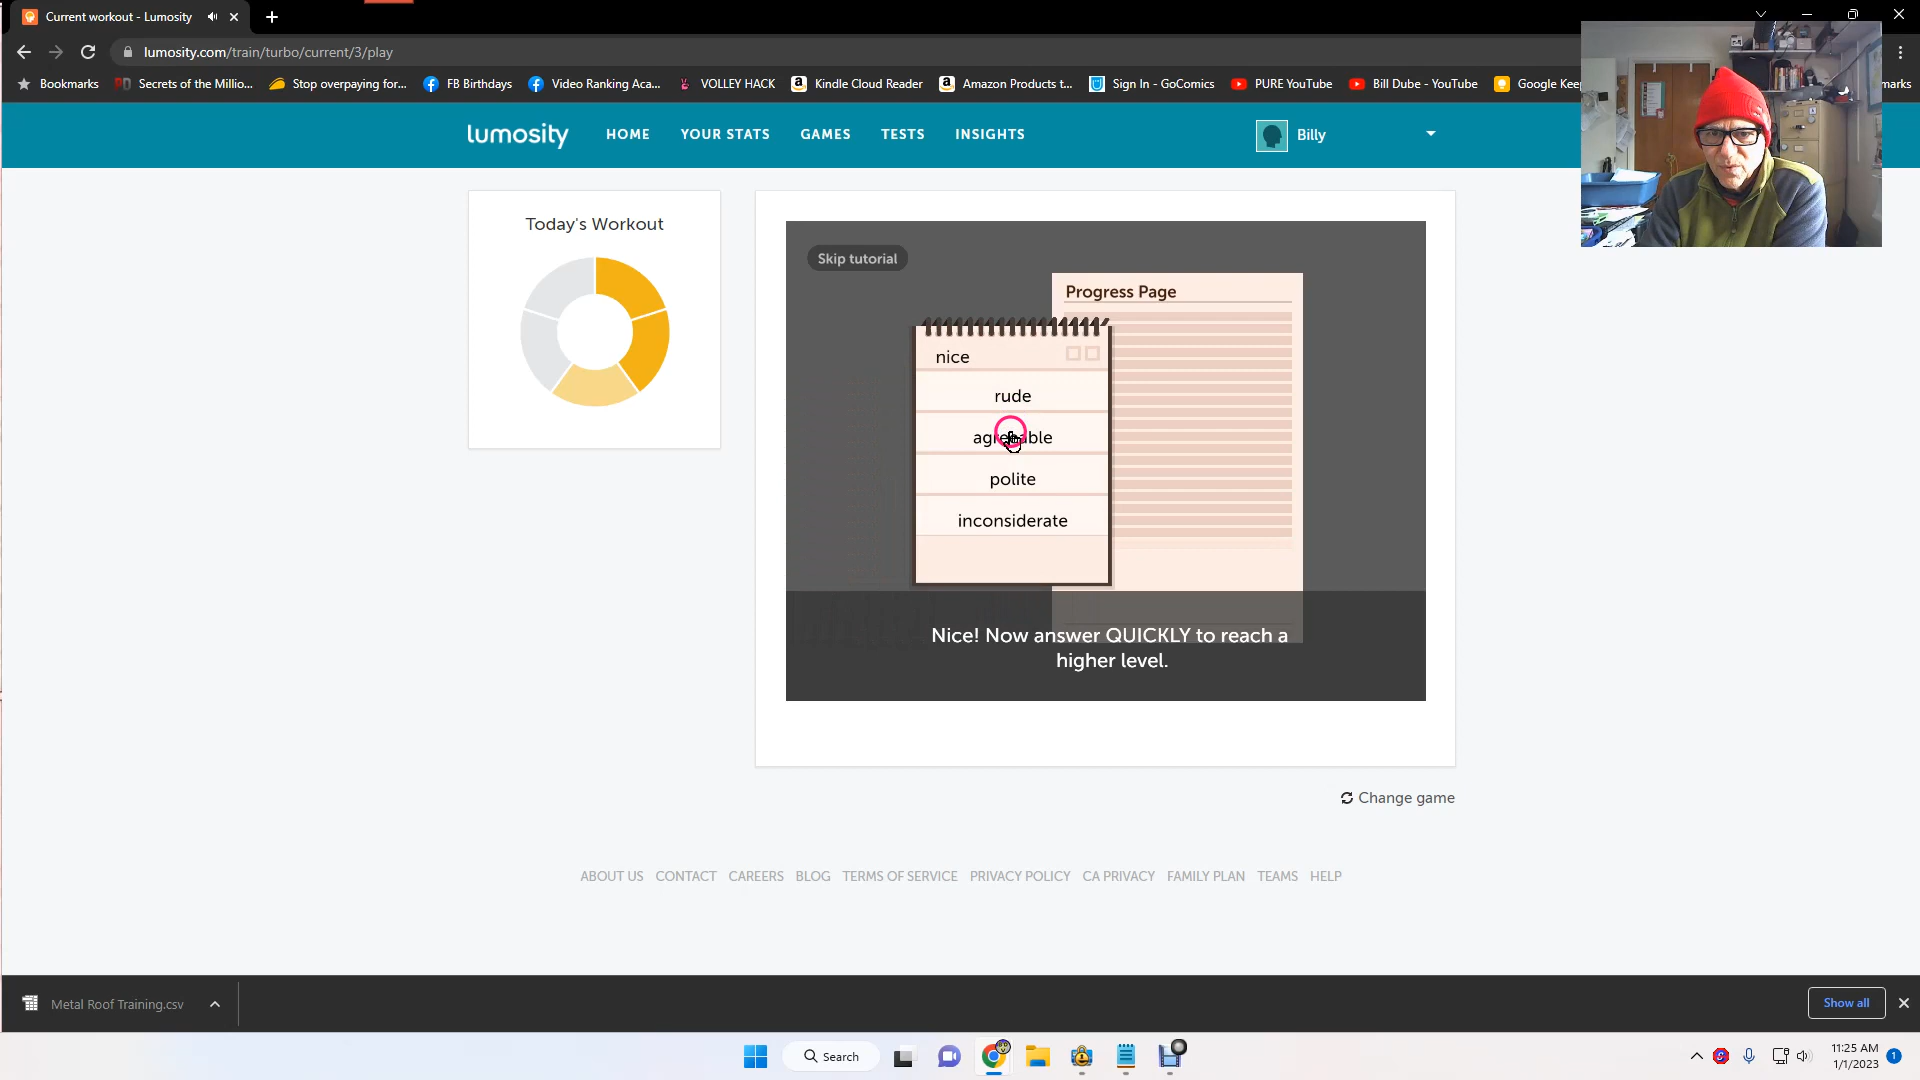 Current workout - Lumosity
lumosity.com/train/turbo/current/3/play
Bookmarks
Secrets of the Millio...
Stop overpaying for...
FB Birthdays
Video Ranking Aca...
VOLLEY HACK
Kindle Cloud Reader
Amazon Products t...
Sign In - GoComics
PURE YouTube
Bill Dube - YouTube
Google Keep
marks
lumosity
HOME
YOUR STATS
GAMES
TESTS
INSIGHTS
Billy
Today's Workout
Skip tutorial
Progress Page
nice
rude
agreeable
polite
inconsiderate
Nice! Now answer QUICKLY to reach a
higher level.
Change game
ABOUT US CONTACT CAREERS BLOG TERMS OF SERVICE PRIVACY POLICY CA PRIVACY FAMILY PLAN TEAMS HELP
Metal Roof Training.csv
Show all
Search
11:25 AM
1/1/2023
1